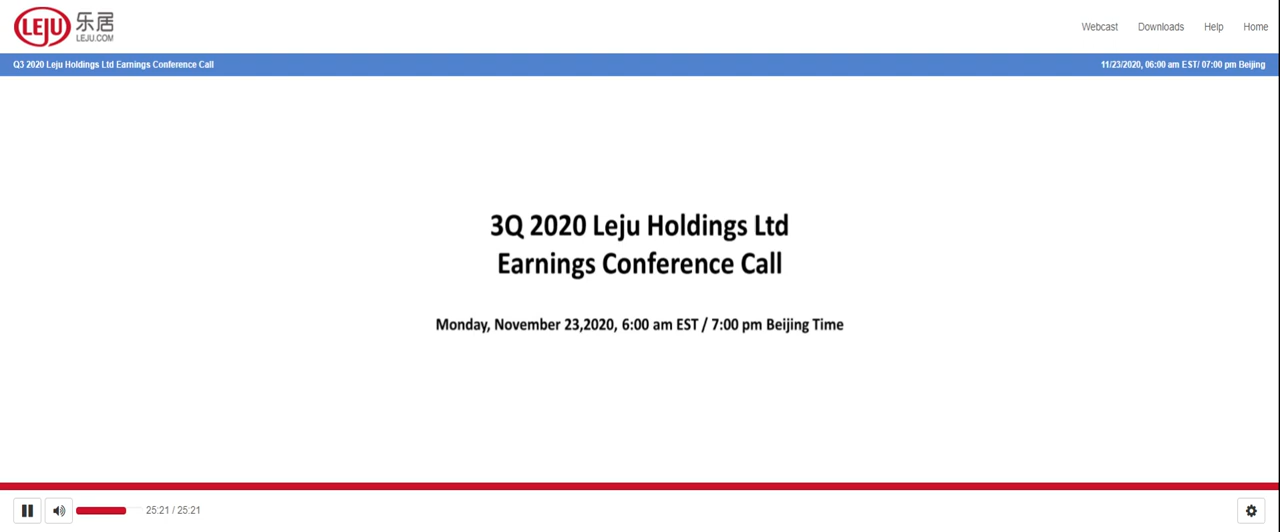 LEJU 乐居
LEJU.COM
Webcast Downloads Help Home
Q3 2020 Leju Holdings Ltd Earnings Conference Call
11/23/2020, 06:00 am EST/ 07:00 pm Beijing
3Q 2020 Leju Holdings Ltd
Earnings Conference Call
Monday, November 23,2020, 6:00 am EST / 7:00 pm Beijing Time
25:21 / 25:21